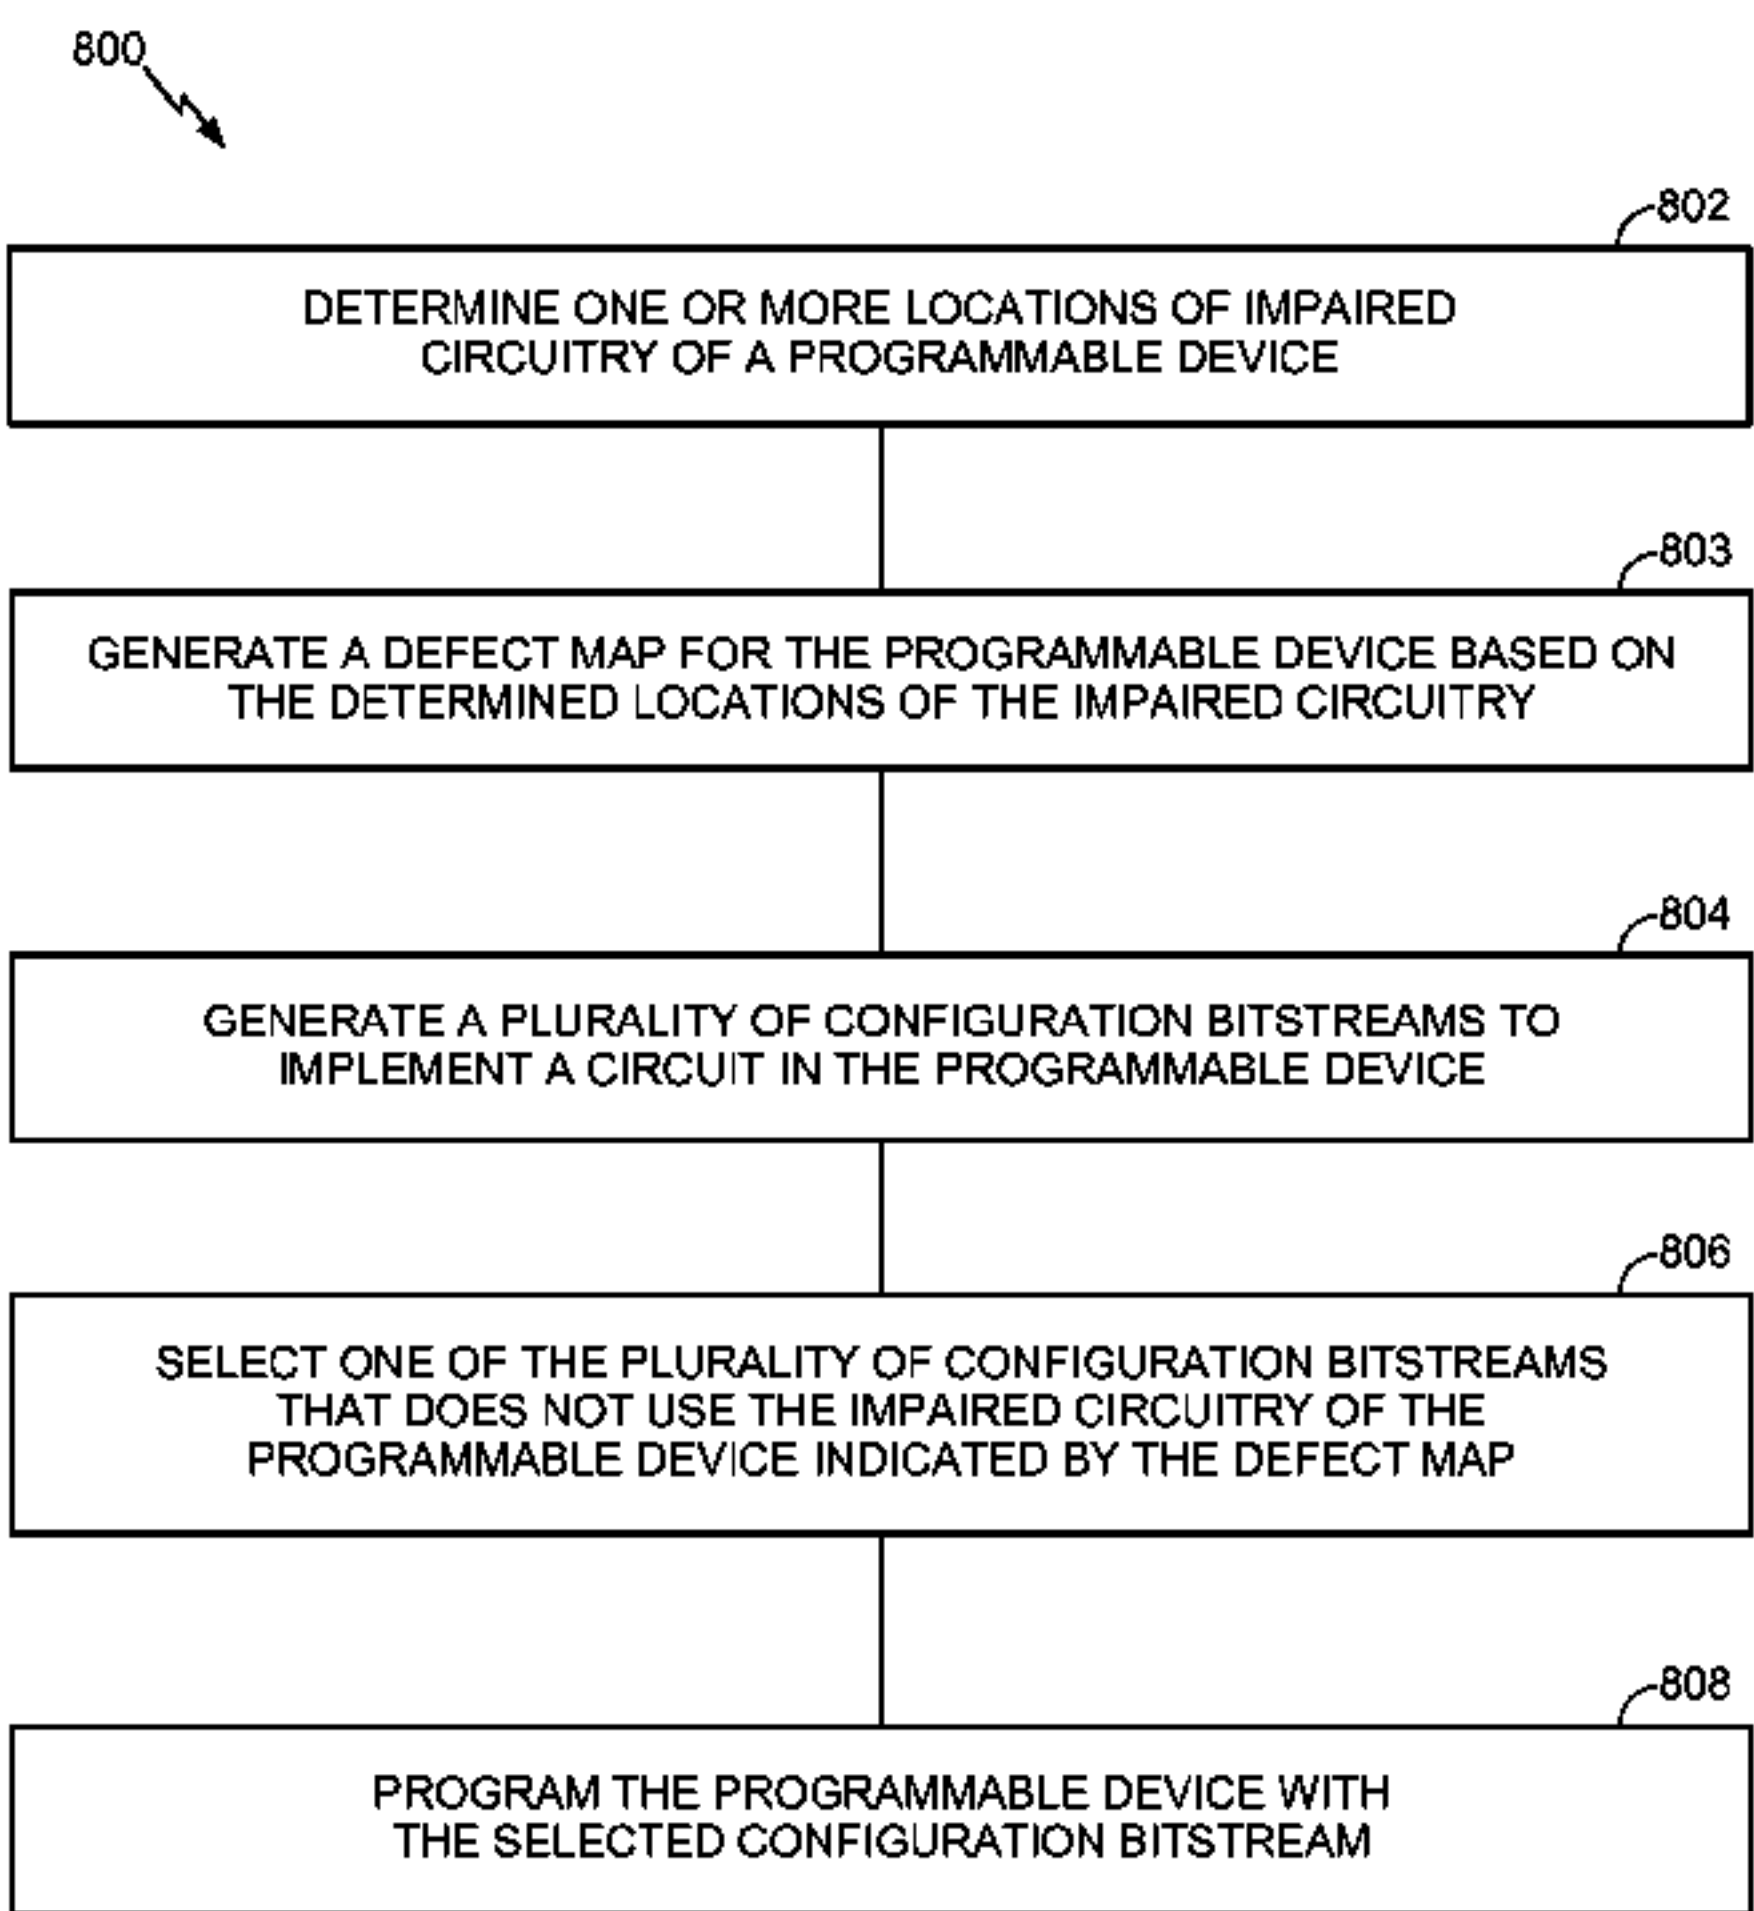 800
802
DETERMINE ONE OR MORE LOCATIONS OF IMPAIRED
CIRCUITRY OF A PROGRAMMABLE DEVICE
803
GENERATE A DEFECT MAP FOR THE PROGRAMMABLE DEVICE BASED ON
THE DETERMINED LOCATIONS OF THE IMPAIRED CIRCUITRY
804
GENERATE A PLURALITY OF CONFIGURATION BITSTREAMS TO
IMPLEMENT A CIRCUIT IN THE PROGRAMMABLE DEVICE
806
SELECT ONE OF THE PLURALITY OF CONFIGURATION BITSTREAMS
THAT DOES NOT USE THE IMPAIRED CIRCUITRY OF THE
PROGRAMMABLE DEVICE INDICATED BY THE DEFECT MAP
808
PROGRAM THE PROGRAMMABLE DEVICE WITH
THE SELECTED CONFIGURATION BITSTREAM